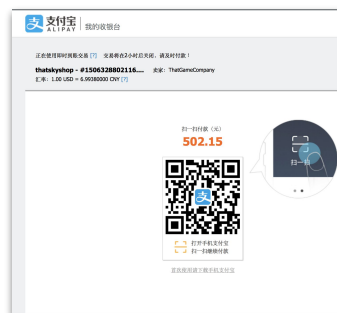 支付宝 我的收银台
ALIPAY
正在使用即时到账交易 [?] 交易将在2小时后关闭，请及时付款！
thatskyshop - #1506328802116.... 卖家：ThatGameCompany
汇率：1.00 USD = 6.99380000 CNY [?]
扫一扫付款（元）
502.15
扫一扫
支
打开手机支付宝
扫一扫继续付款
首次使用请下载手机支付宝